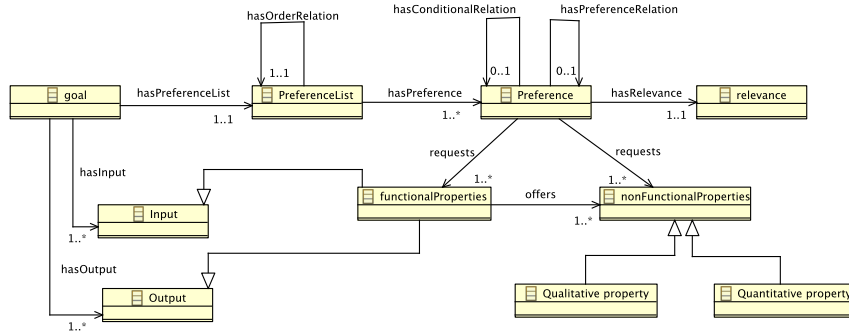 hasOrderRelation
hasConditionalRelation
hasPreferenceRelation
1..1
0..1
0..1
goal
hasPreferenceList
PreferenceList
hasPreference
Preference
hasRelevance
relevance
1..1
1..*
1..1
requests
requests
hasInput
1..*
1..*
functionalProperties
offers
nonFunctionalProperties
Input
1..*
1..*
hasOutput
Output
Qualitative property
Quantitative property
1..*